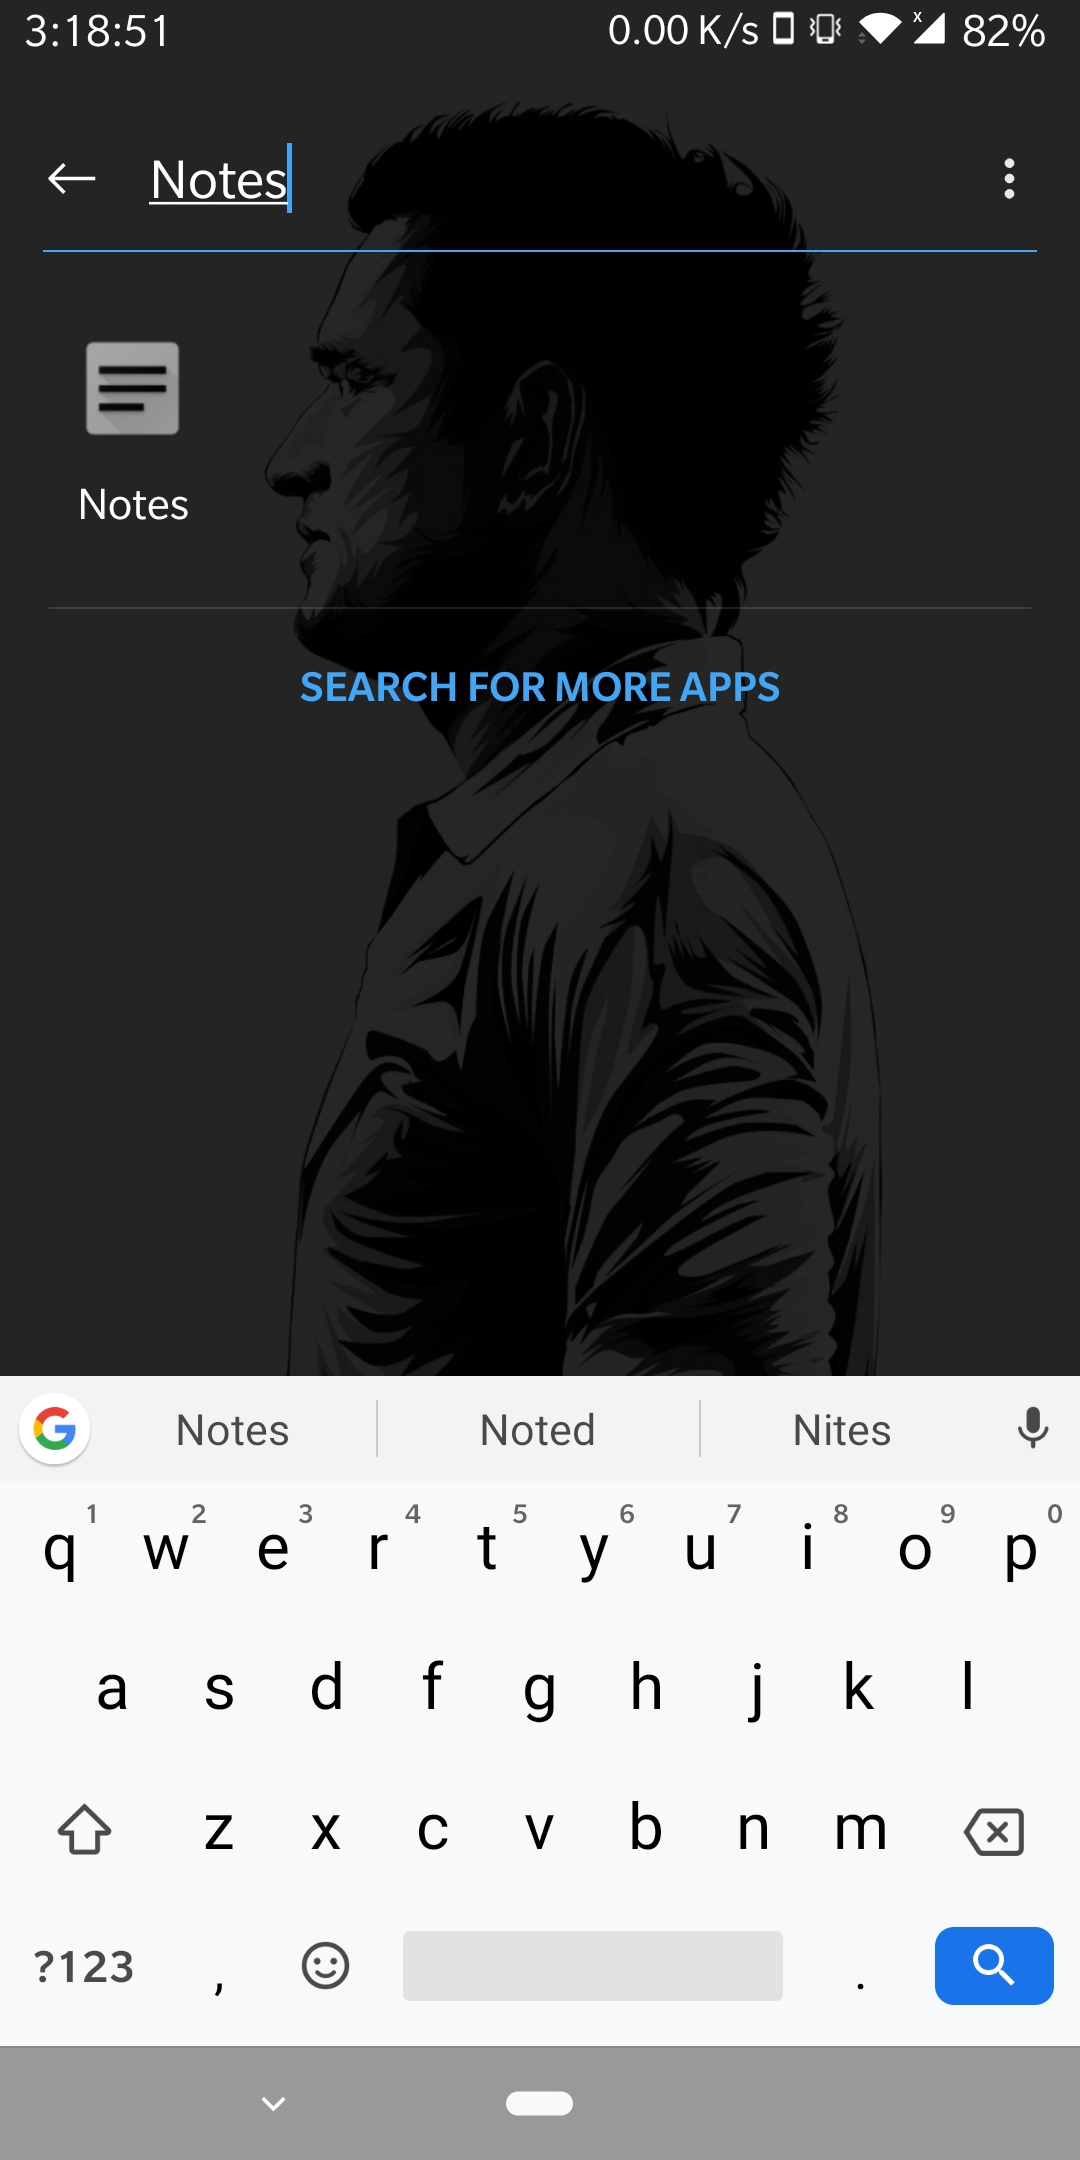 3:18:51 0.00 K/s x 82%
Notes
Notes
SEARCH FOR MORE APPS
G Notes Noted Nites
q 1 w 2 e 3 r 4 t 5 y 6 u 7 i 8 o 9 p 0
a s d f g h j k l
z x c v b n m
?123 , .